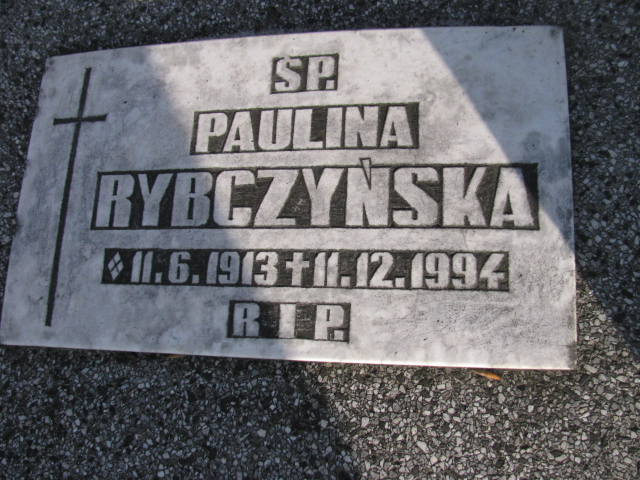 ŚP.
PAULINA
RYBCZYŃSKA
11.6.1913 ✝ 11.12.1994
R I P.